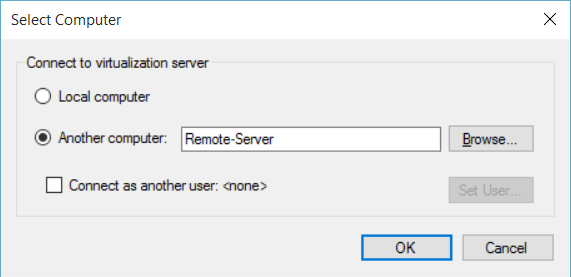 Select Computer
Connect to virtualization server
Local computer
Another computer: Remote-Server Browse...
Connect as another user: <none> Set User...
OK Cancel